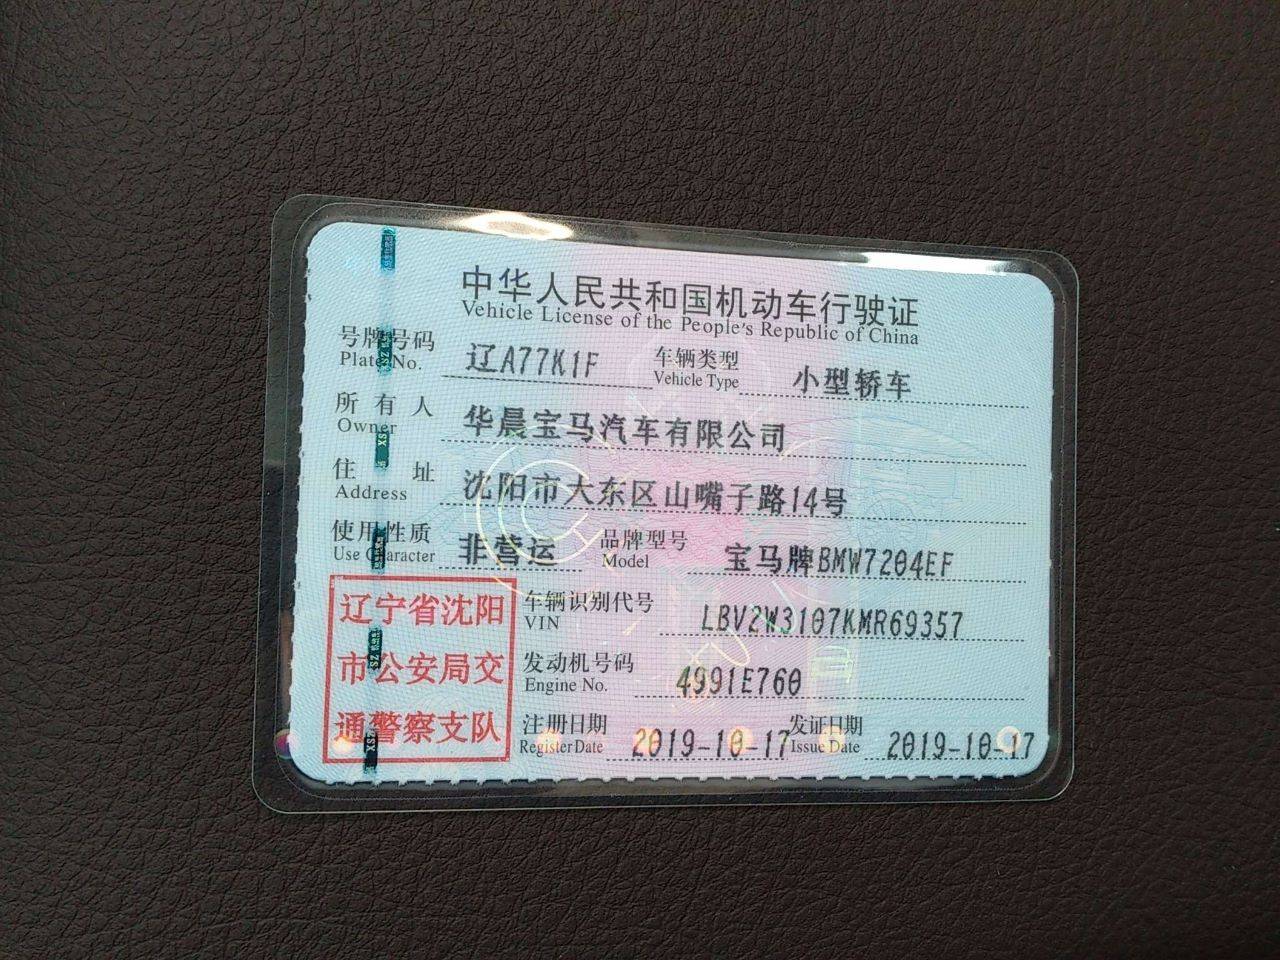 中华人民共和国机动车行驶证
Vehicle License of the People's Republic of China
号牌号码 辽A77K1F 车辆类型 小型轿车
Plate No. Vehicle Type
所有人 华晨宝马汽车有限公司
Owner
住址 沈阳市大东区山嘴子路14号
Address
使用性质 非营运 品牌型号 宝马牌BMW7204EF
Use Character Model
辽宁省沈阳
市公安局交
通警察支队
车辆识别代号 LBV2W3107KMR69357
VIN
发动机号码 4991E760
Engine No.
注册日期 2019-10-17 发证日期 2019-10-17
Register Date Issue Date